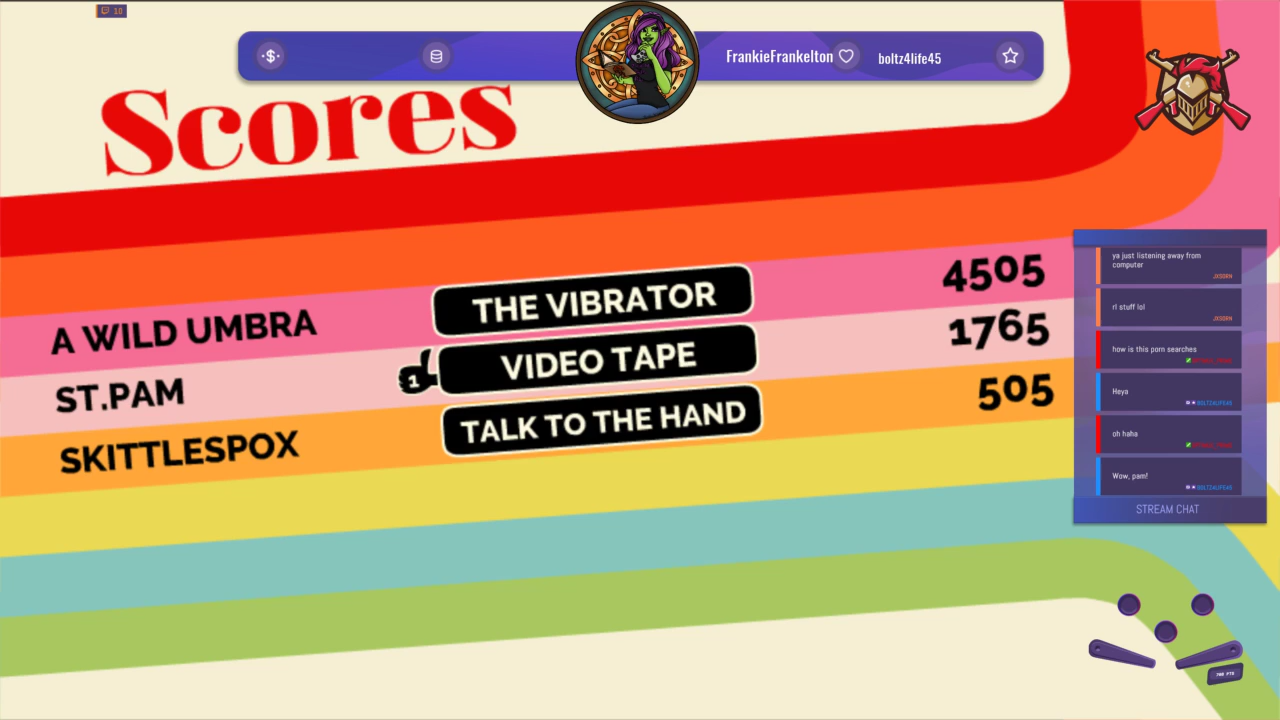 10
FrankieFrankelton
boltz4life45
Scores
A WILD UMBRA THE VIBRATOR 4505
ST.PAM 1 VIDEO TAPE 1765
SKITTLESPOX TALK TO THE HAND 505
ya just listening away from
computer
JXDORN
rl stuff lol
JXDORN
how is this porn searches
Heya
BOLTZ4LIFE45
oh haha
Wow, pam!
BOLTZ4LIFE45
STREAM CHAT